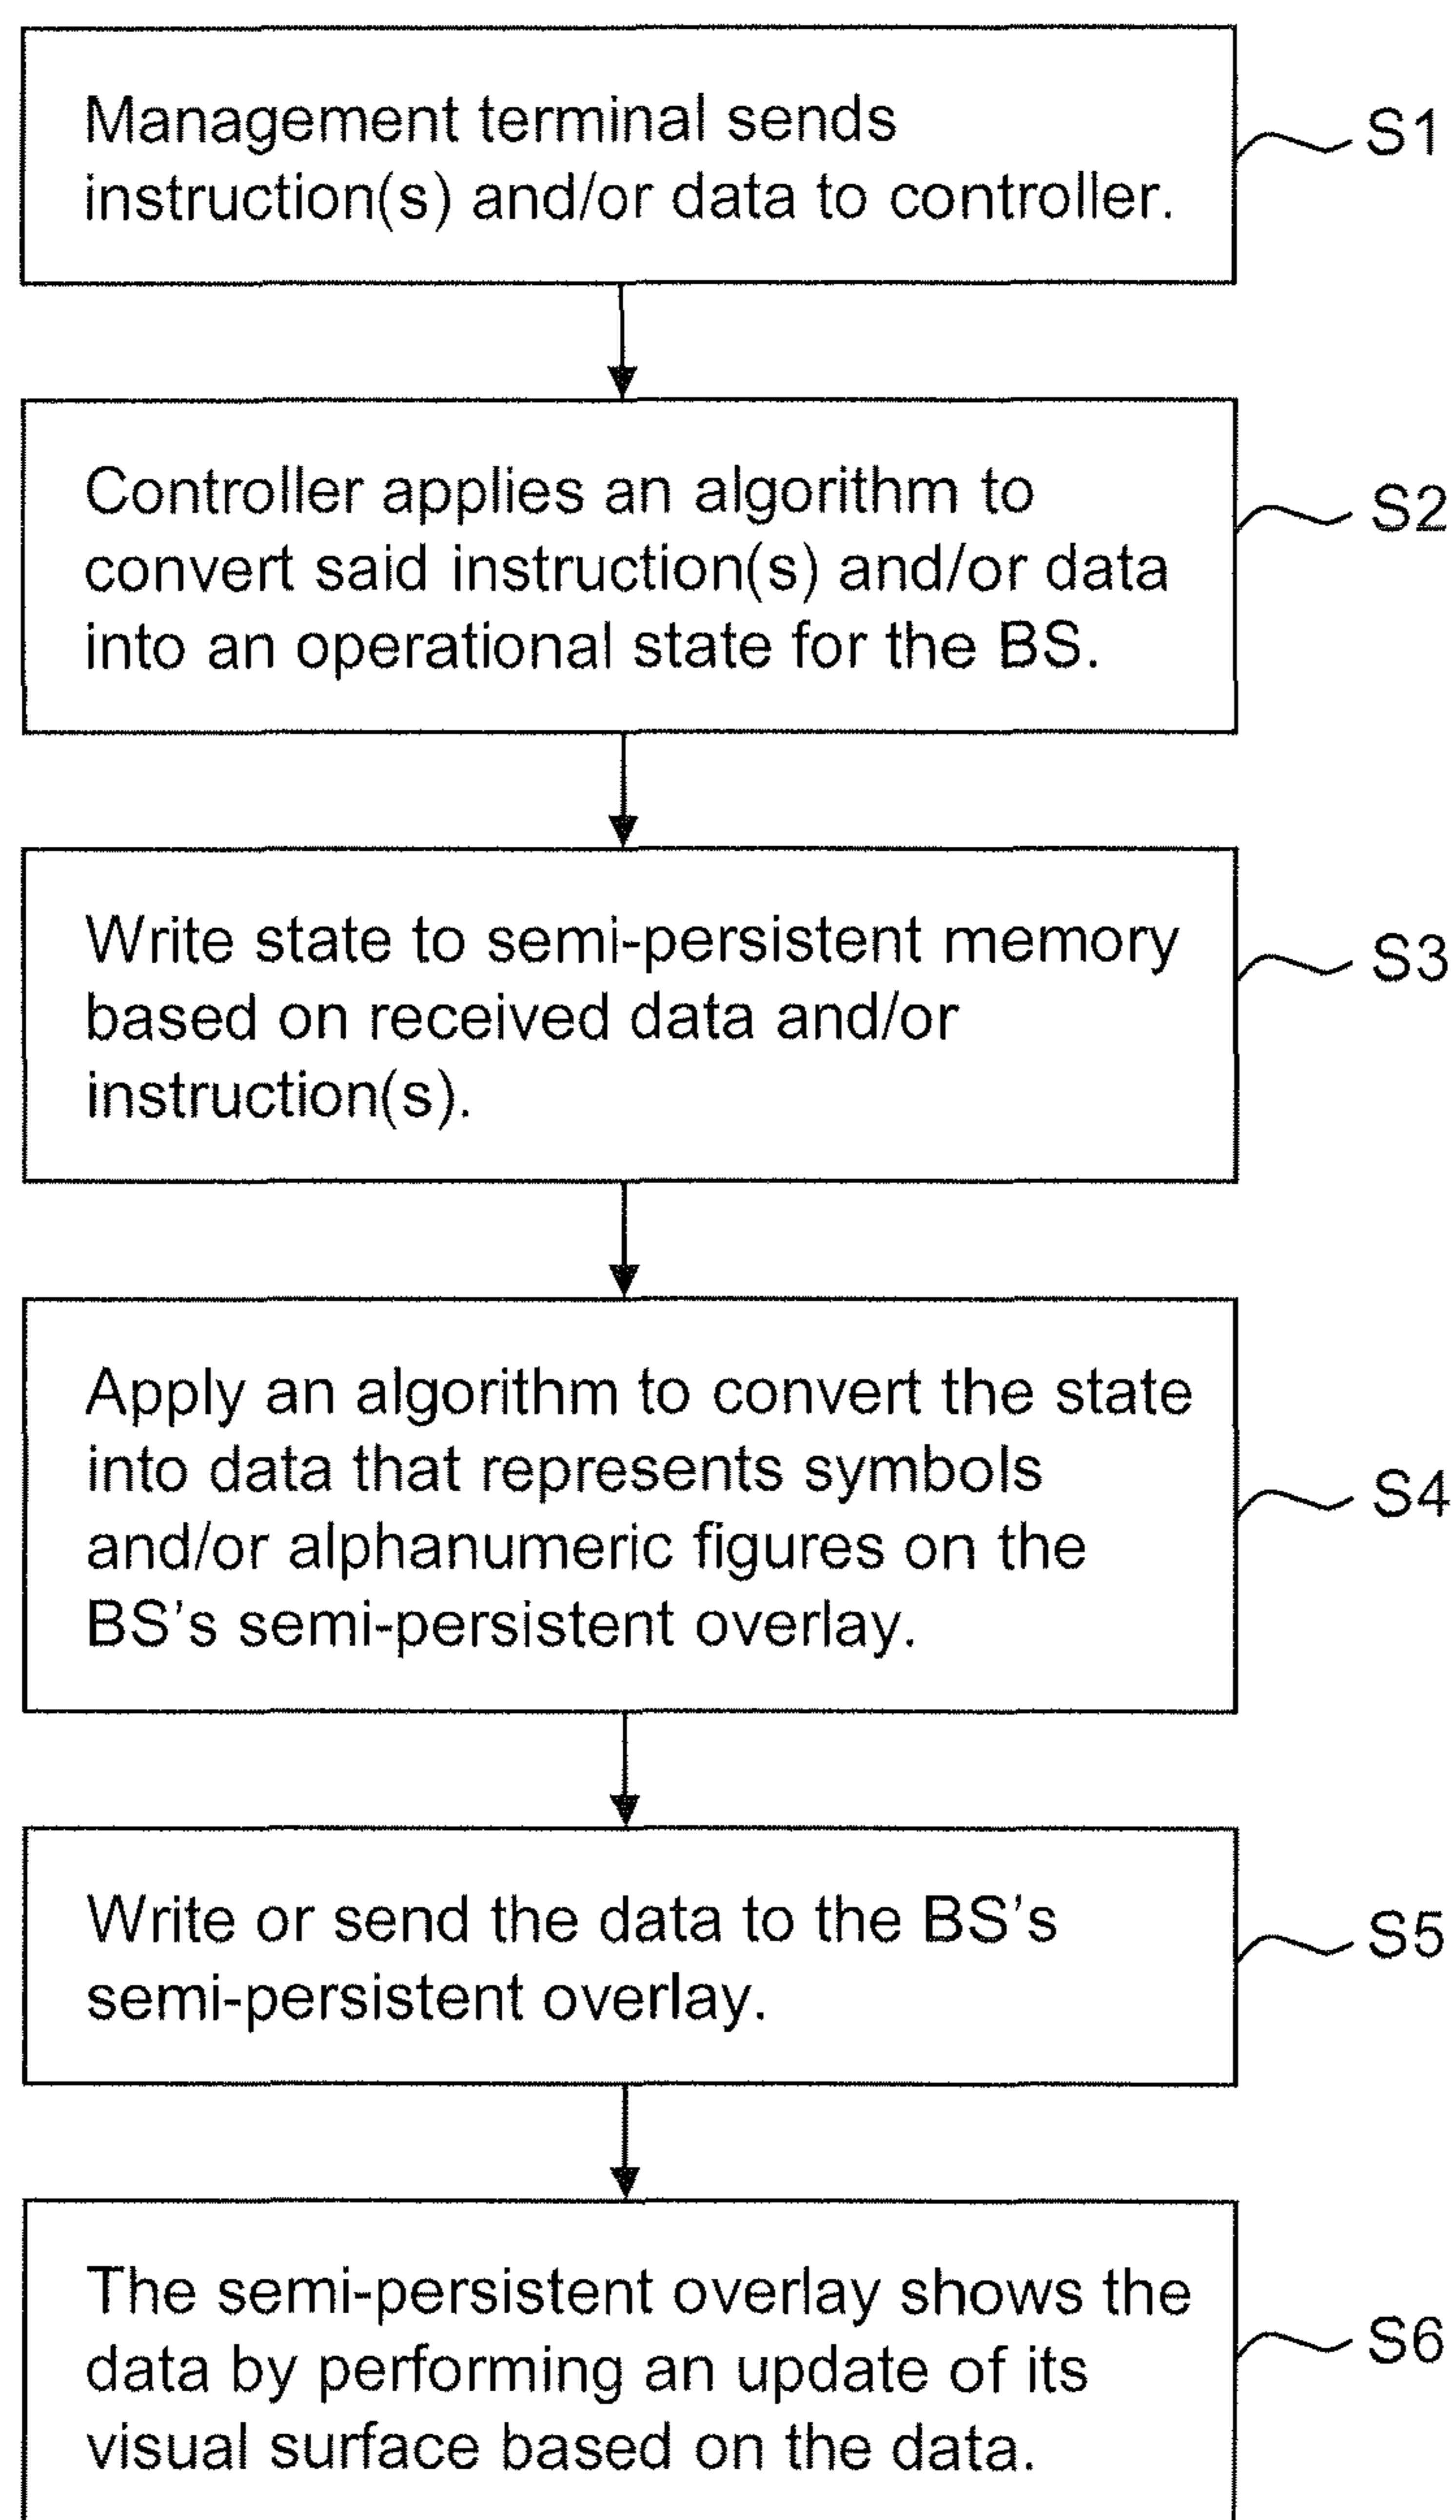 Management terminal sends
instruction(s) and/or data to controller.
S1
Controller applies an algorithm to
convert said instruction(s) and/or data
into an operational state for the BS.
S2
Write state to semi-persistent memory
based on received data and/or
instruction(s).
S3
Apply an algorithm to convert the state
into data that represents symbols
and/or alphanumeric figures on the
BS’s semi-persistent overlay.
S4
Write or send the data to the BS’s
semi-persistent overlay.
S5
The semi-persistent overlay shows the
data by performing an update of its
visual surface based on the data.
S6